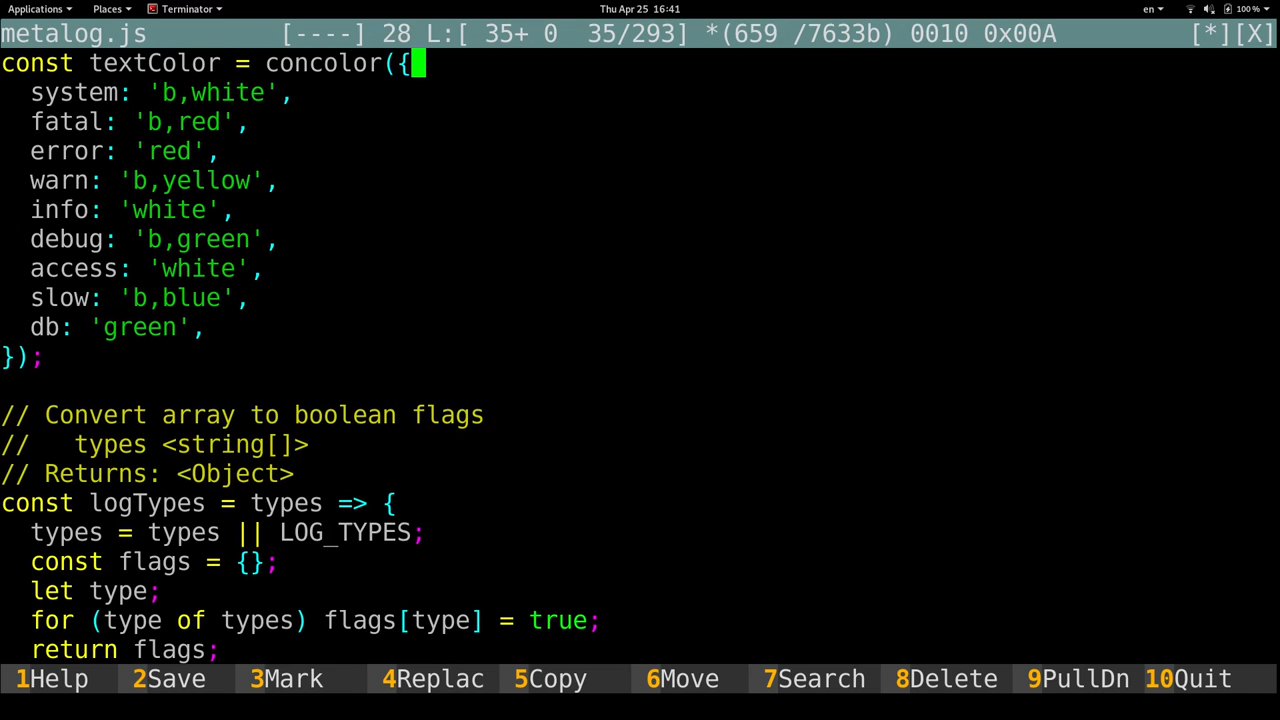 Applications Places Terminator Thu Apr 25 16:41 en 100 %
metalog.js [----] 28 L:[ 35+ 0 35/293] *(659 /7633b) 0010 0x00A [*][X]
const textColor = concolor({
  system: 'b,white',
  fatal: 'b,red',
  error: 'red',
  warn: 'b,yellow',
  info: 'white',
  debug: 'b,green',
  access: 'white',
  slow: 'b,blue',
  db: 'green',
});
// Convert array to boolean flags
//   types <string[]>
// Returns: <Object>
const logTypes = types => {
  types = types || LOG_TYPES;
  const flags = {};
  let type;
  for (type of types) flags[type] = true;
  return flags;
1Help 2Save 3Mark 4Replac 5Copy 6Move 7Search 8Delete 9PullDn 10Quit